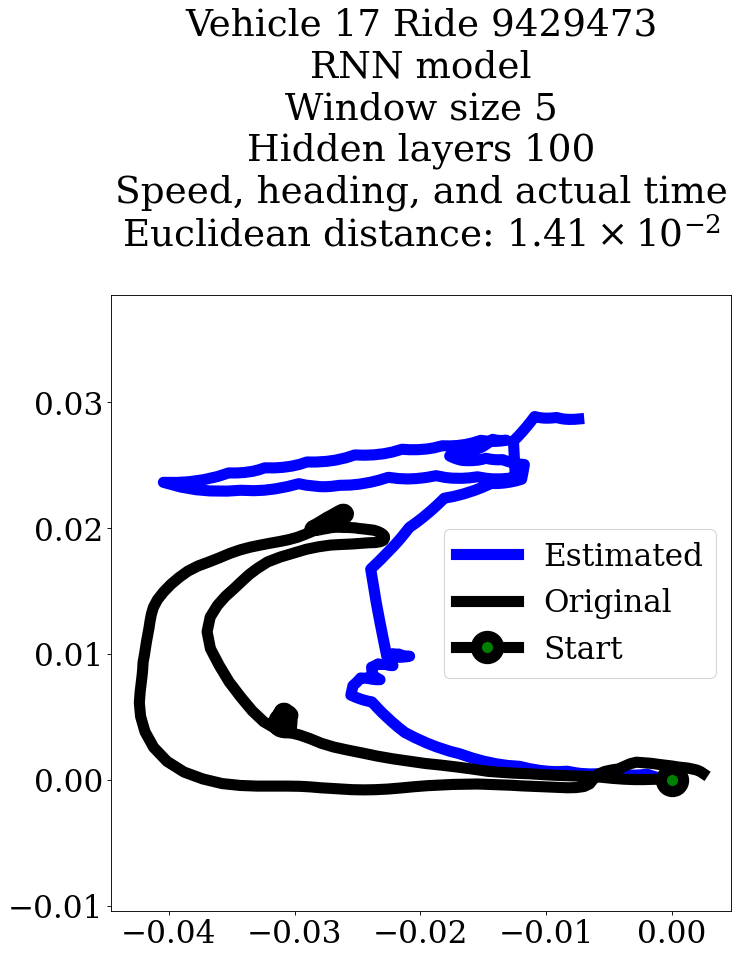 Vehicle 17 Ride 9429473
RNN model
Window size 5
Hidden layers 100
Speed, heading, and actual time
Euclidean distance: 1.41 × 10⁻²
0.03
0.02
Estimated
Original
Start
0.01
0.00
−0.01
−0.04 −0.03 −0.02 −0.01 0.00